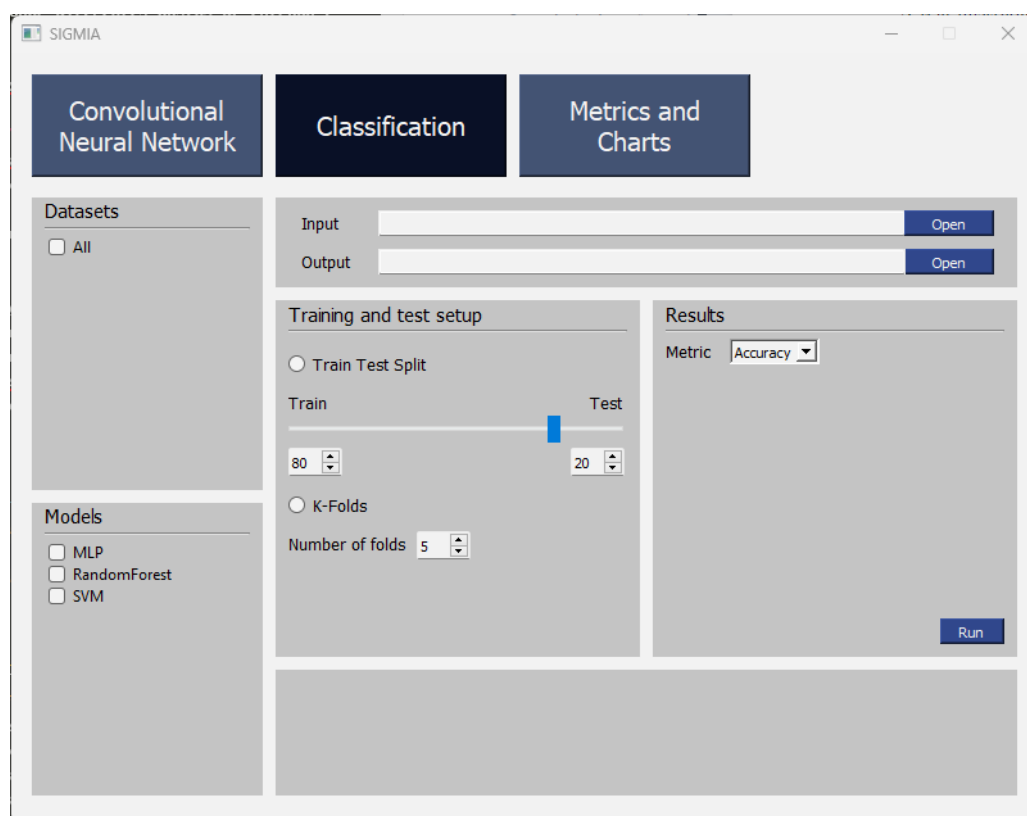 SIGMIA
Convolutional
Neural Network
Classification
Metrics and
Charts
Datasets
All
Models
MLP
RandomForest
SVM
Input
Open
Output
Open
Training and test setup
Train Test Split
Train
Test
80
20
K-Folds
Number of folds 5
Results
Metric Accuracy
Run